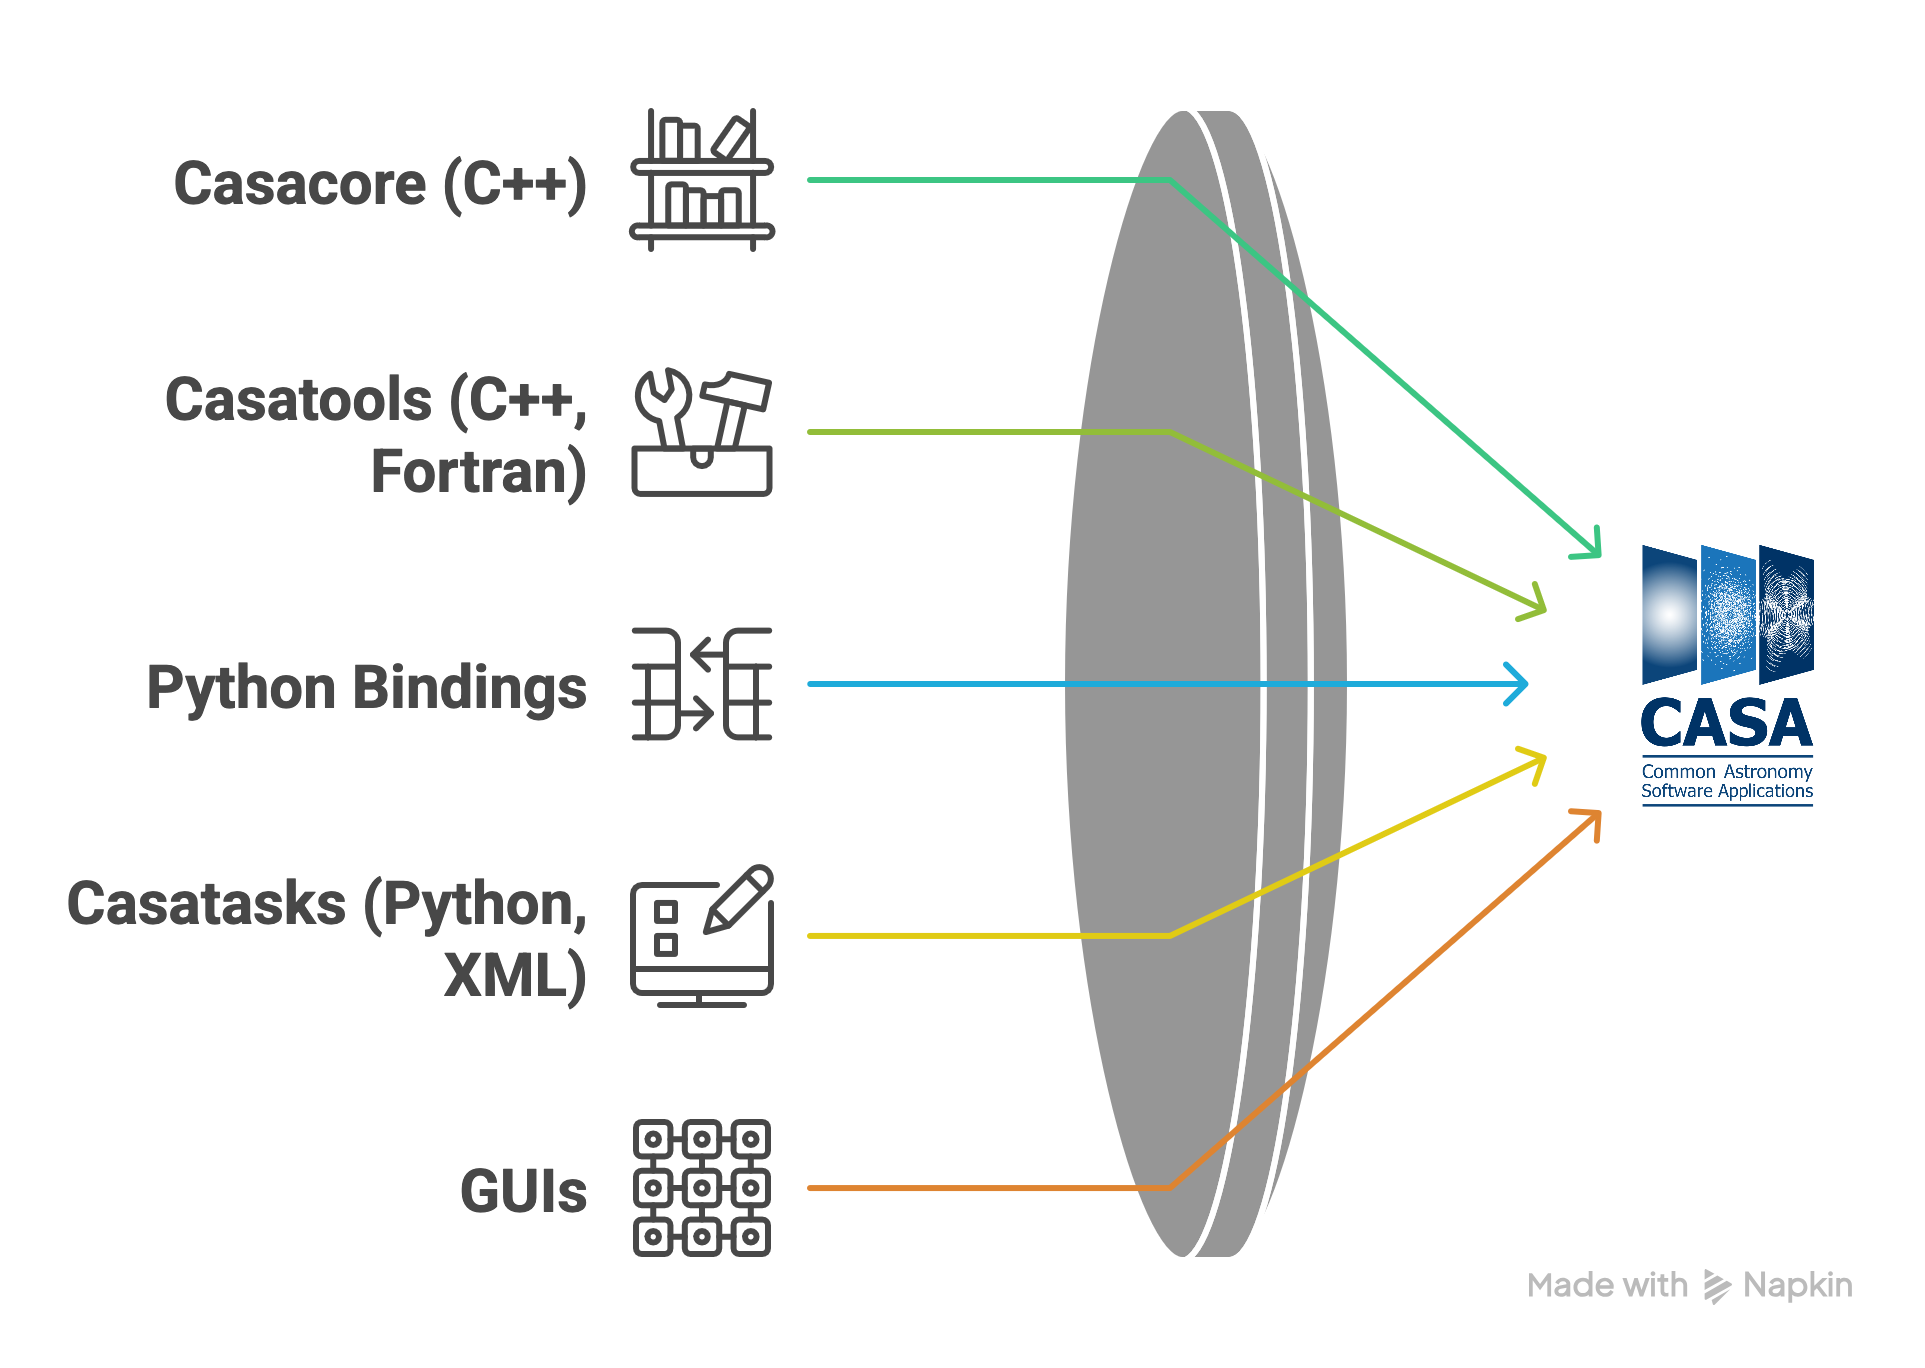 Casacore (C++)
Casatools (C++,
Fortran)
Python Bindings
Casatasks (Python,
XML)
GUIs
CASA
Common Astronomy
Software Applications
Made with Napkin